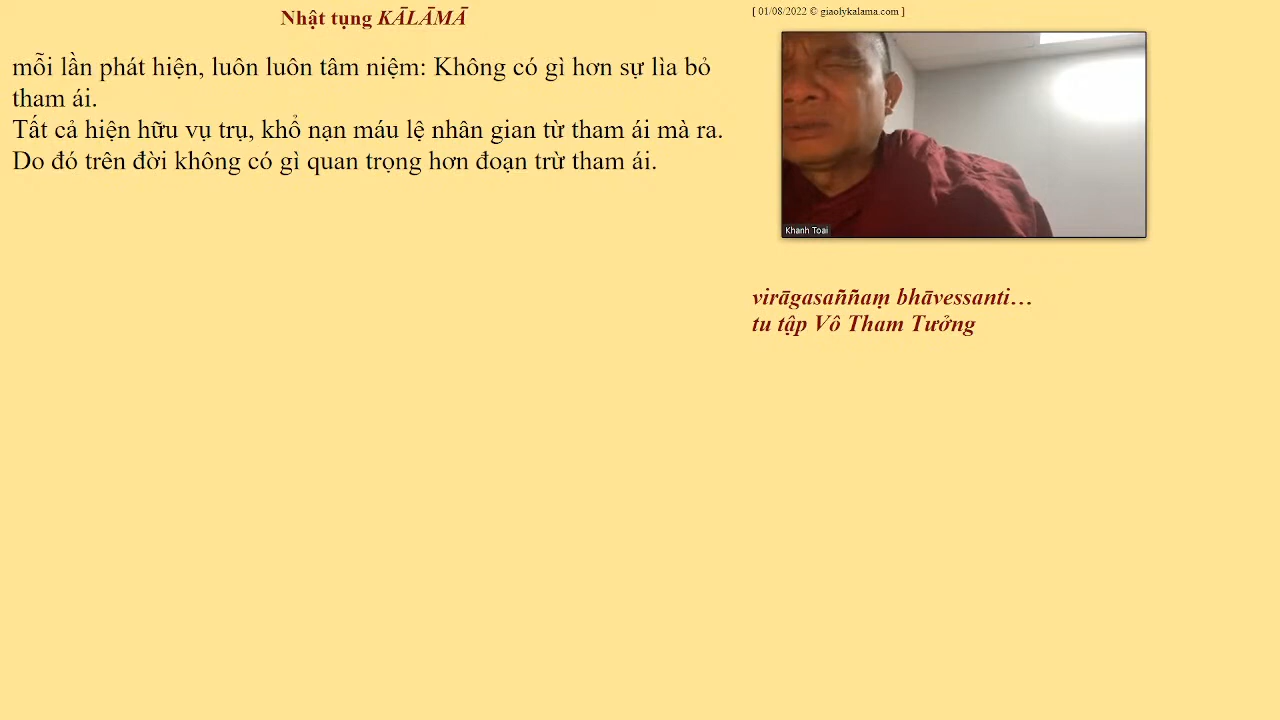 Nhật tụng KĀLĀMĀ
mỗi lần phát hiện, luôn luôn tâm niệm: Không có gì hơn sự lìa bỏ
tham ái.
Tất cả hiện hữu vụ trụ, khổ nạn máu lệ nhân gian từ tham ái mà ra.
Do đó trên đời không có gì quan trọng hơn đoạn trừ tham ái.
[ 01/08/2022 © giaolykalama.com ]
Khanh Toai
virāgasaññaṃ bhāvessanti…
tu tập Vô Tham Tưởng